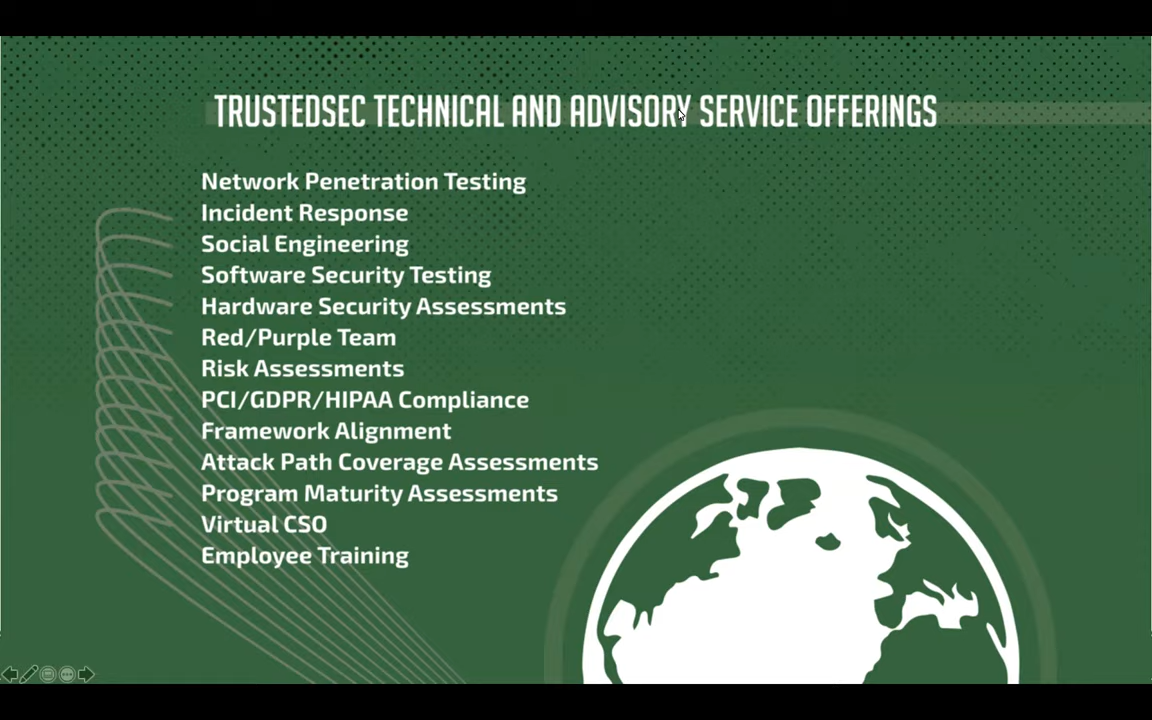 TRUSTEDSEC TECHNICAL AND ADVISORY SERVICE OFFERINGS
Network Penetration Testing
Incident Response
Social Engineering
Software Security Testing
Hardware Security Assessments
Red/Purple Team
Risk Assessments
PCI/GDPR/HIPAA Compliance
Framework Alignment
Attack Path Coverage Assessments
Program Maturity Assessments
Virtual CSO
Employee Training